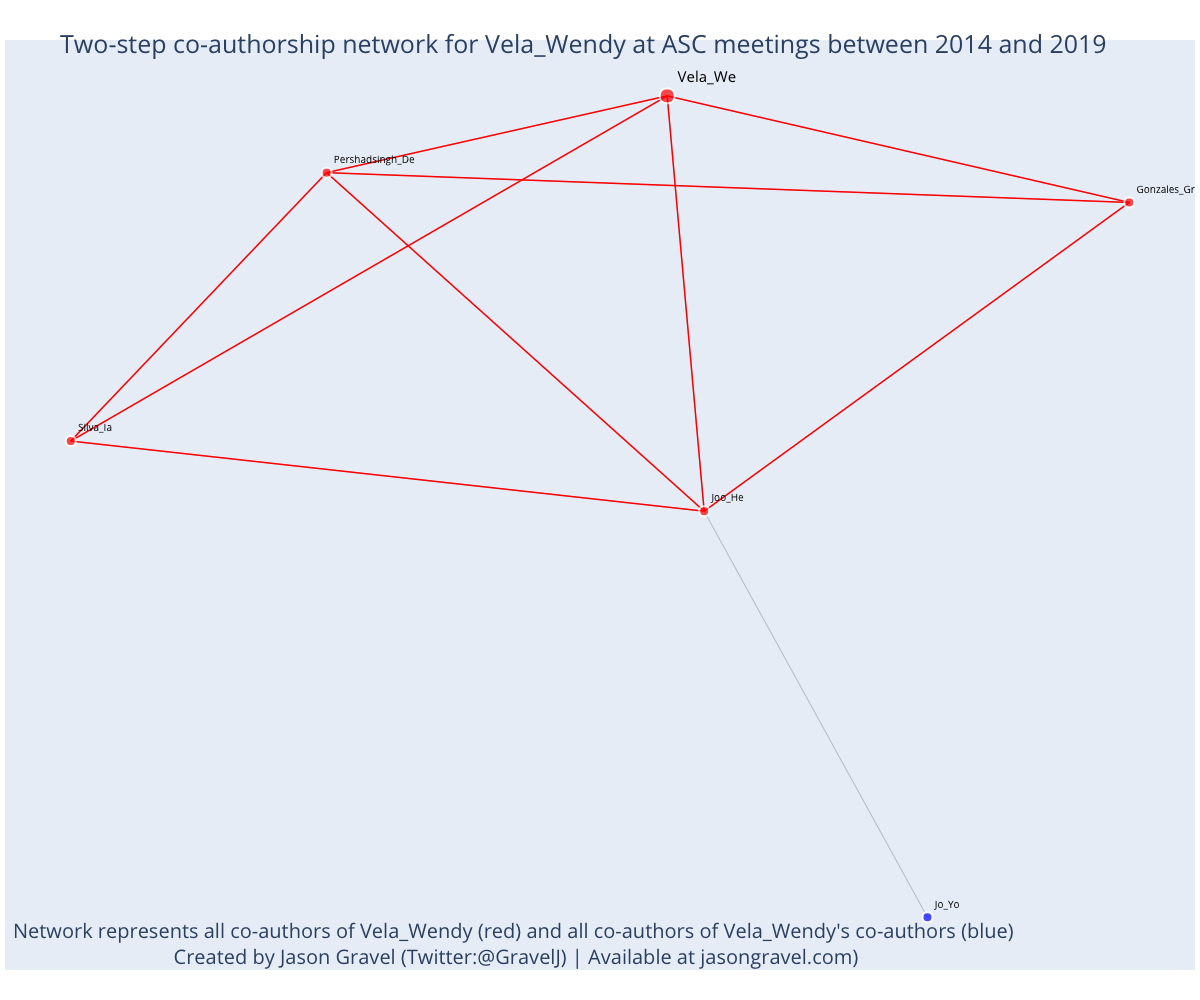 Two-step co-authorship network for Vela_Wendy at ASC meetings between 2014 and 2019
Vela_We
Pershadsingh_De
Gonzales_Gr
Silva_Ia
Joo_He
Jo_Yo
Network represents all co-authors of Vela_Wendy (red) and all co-authors of Vela_Wendy's co-authors (blue)
Created by Jason Gravel (Twitter:@GravelJ) | Available at jasongravel.com)